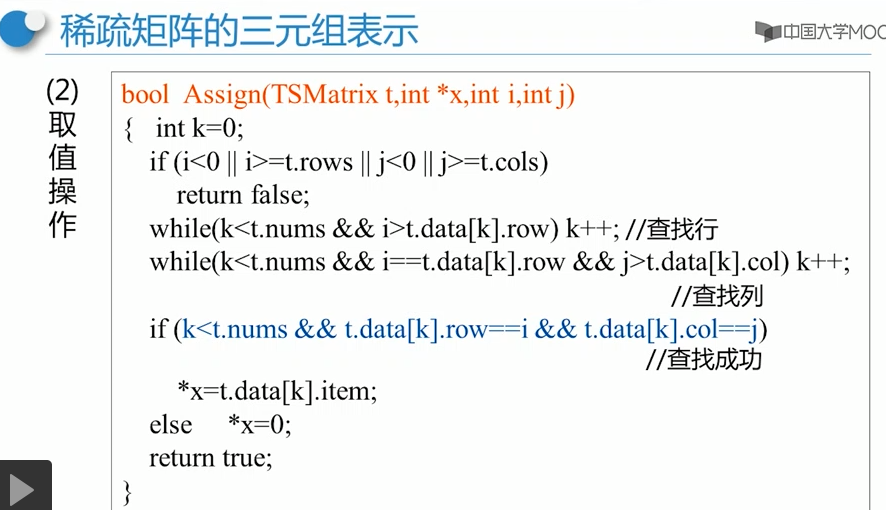 稀疏矩阵的三元组表示
中国大学MOO
(2)
取
值
操
作
bool Assign(TSMatrix t,int *x,int i,int j)
{ int k=0;
if (i<0 || i>=t.rows || j<0 || j>=t.cols)
return false;
while(k<t.nums && i>t.data[k].row) k++; //查找行
while(k<t.nums && i==t.data[k].row && j>t.data[k].col) k++;
//查找列
if (k<t.nums && t.data[k].row==i && t.data[k].col==j)
//查找成功
*x=t.data[k].item;
else *x=0;
return true;
}